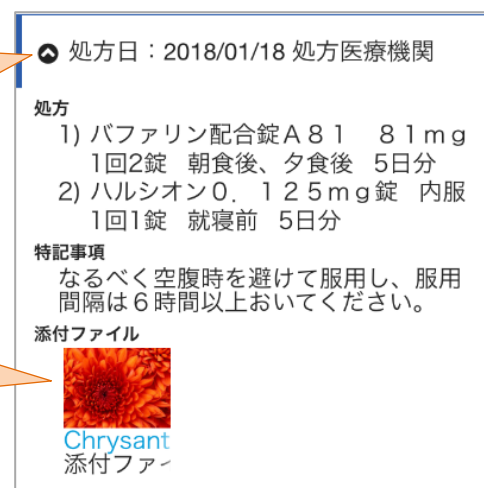 処方日：2018/01/18 処方医療機関
処方
1) バファリン配合錠Ａ８１　８１ｍｇ
1回2錠　朝食後、夕食後　5日分
2) ハルシオン０．１２５ｍｇ錠　内服
1回1錠　就寝前　5日分
特記事項
なるべく空腹時を避けて服用し、服用
間隔は６時間以上おいてください。
添付ファイル
Chrysant
添付ファ